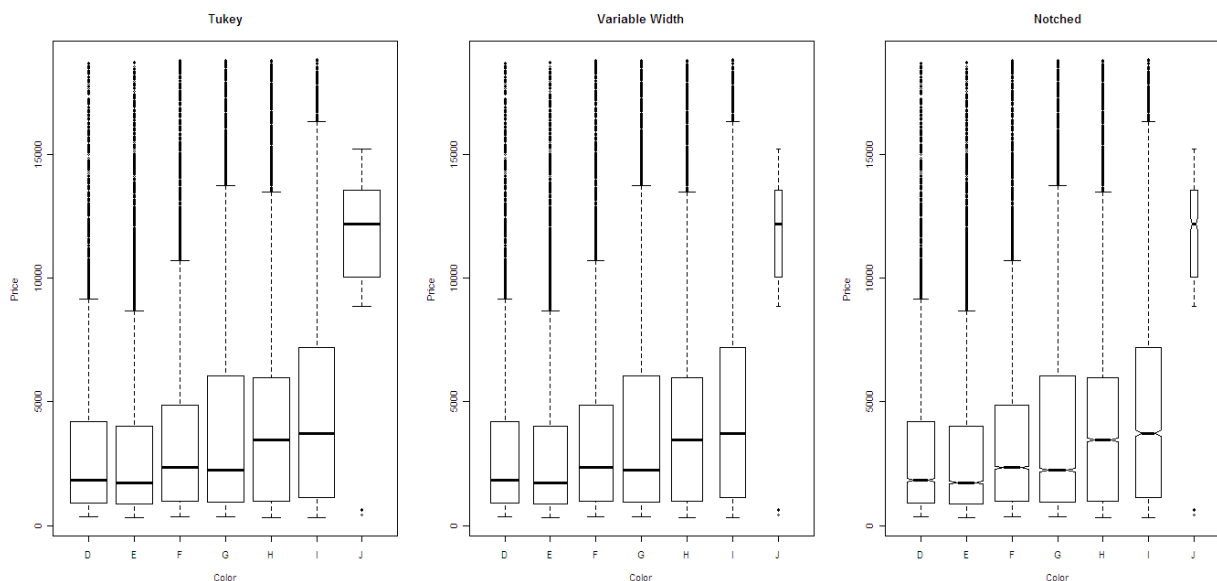 Tukey
Price
15000
10000
5000
0
D E F G H I J
Color
Variable Width
Price
15000
10000
5000
0
D E F G H I J
Color
Notched
Price
15000
10000
5000
0
D E F G H I J
Color